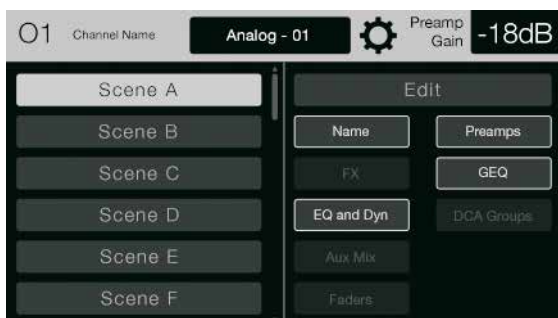 01 Channel Name Analog - 01 Preamp Gain -18dB
Scene A
Scene B
Scene C
Scene D
Scene E
Scene F
Edit
Name Preamps
FX GEQ
EQ and Dyn DCA Groups
Aux Mix
Faders